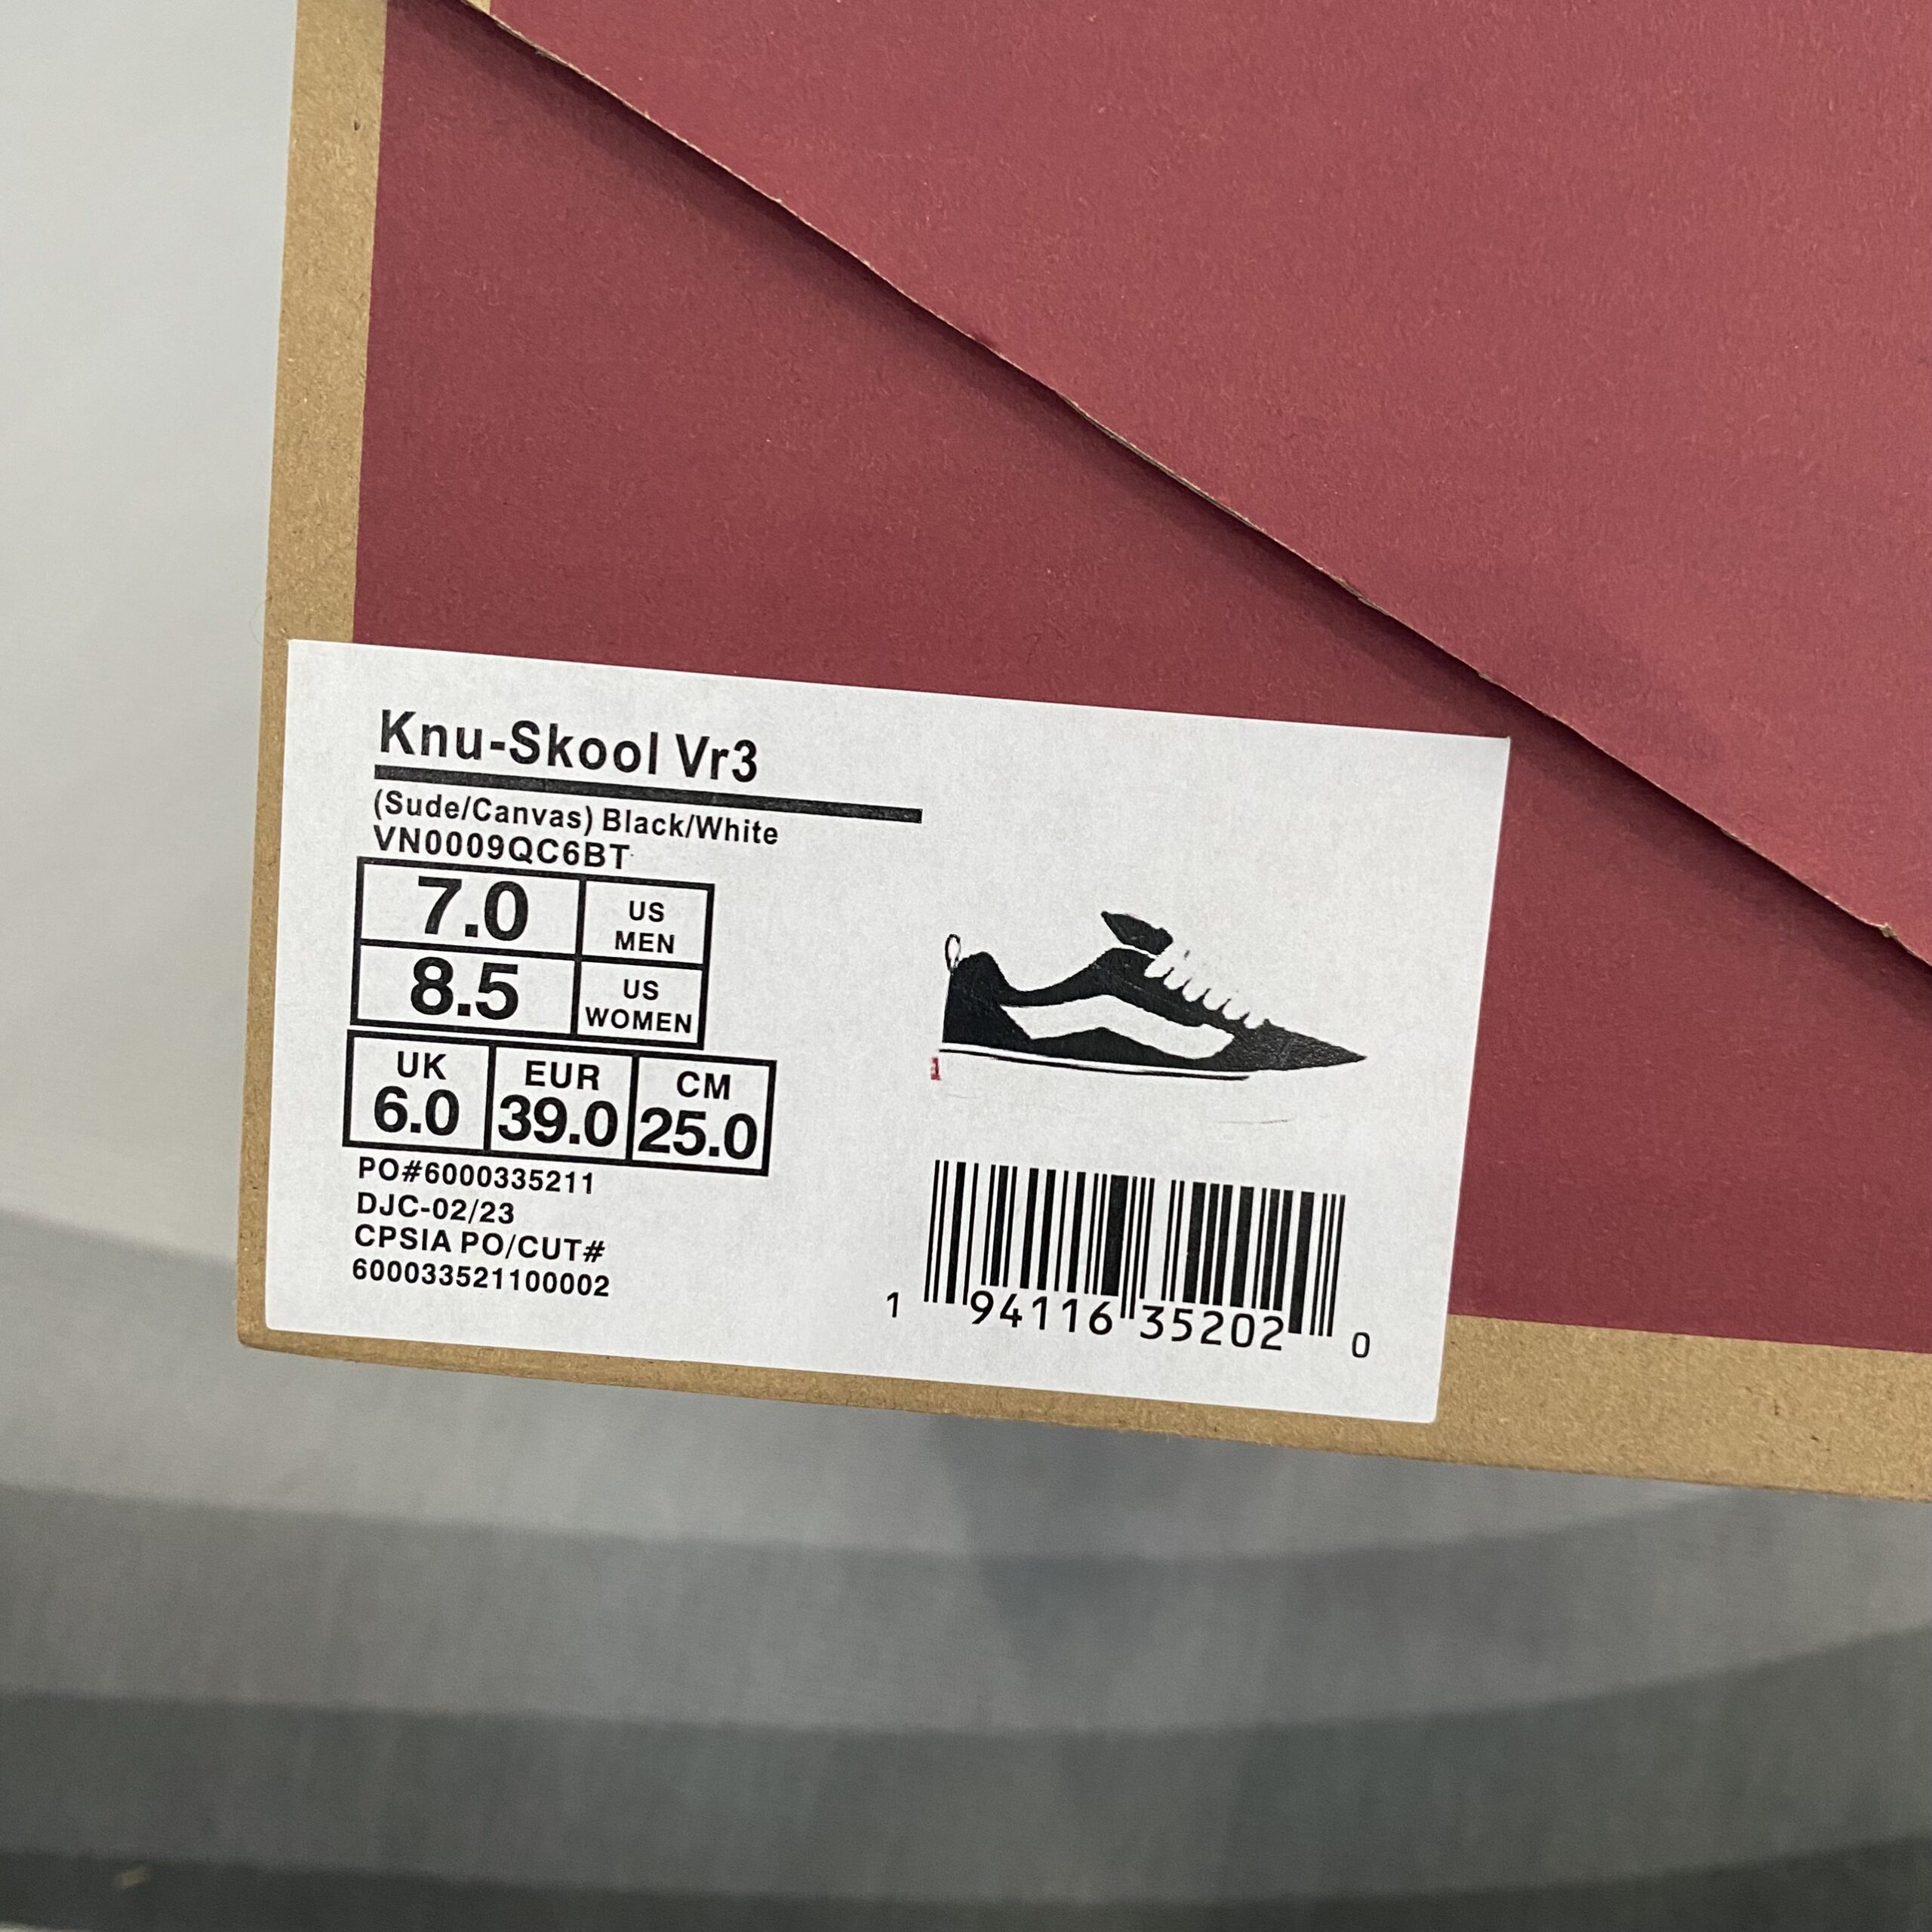 Knu-Skool Vr3
(Sude/Canvas) Black/White
VN0009QC6BT
7.0 US MEN
8.5 US WOMEN
UK EUR CM
6.0 39.0 25.0
PO#6000335211
DJC-02/23
CPSIA PO/CUT#
600033521100002
1 94116 35202 0